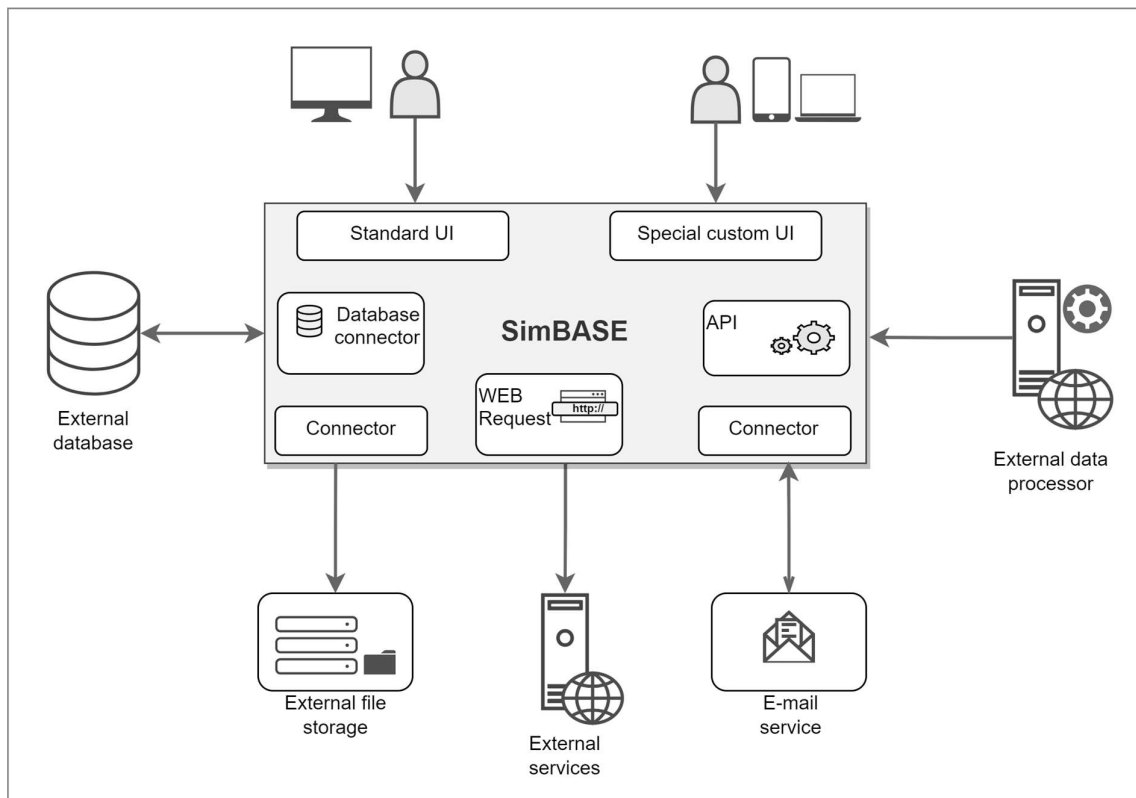 Standard UI
Special custom UI
Database
connector
SimBASE
API
WEB
Request
http://
Connector
Connector
External
database
External data
processor
External file
storage
External
services
E-mail
service